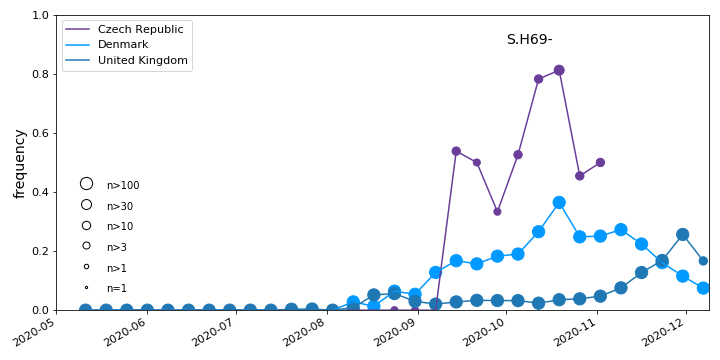 S.H69-
Czech Republic
Denmark
United Kingdom
frequency
1.0
0.8
0.6
0.4
0.2
0.0
n>100
n>30
n>10
n>3
n>1
n=1
2020-05
2020-06
2020-07
2020-08
2020-09
2020-10
2020-11
2020-12